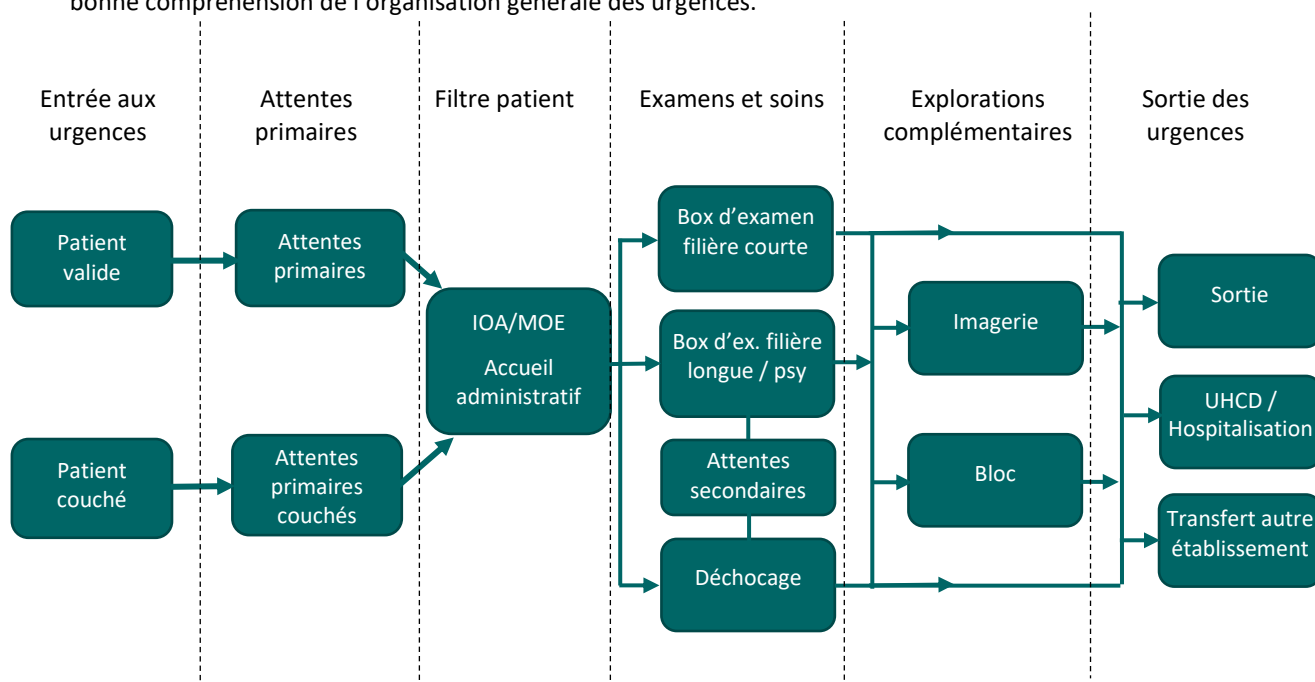 bonne compréhension de l'organisation générale des urgences.
Entrée aux
urgences
Attentes
primaires
Filtre patient
Examens et soins
Explorations
complémentaires
Sortie des
urgences
Patient
valide
Attentes
primaires
Patient
couché
Attentes
primaires
couchés
IOA/MOE
Accueil
administratif
Box d'examen
filière courte
Box d'ex. filière
longue / psy
Attentes
secondaires
Déchocage
Imagerie
Bloc
Sortie
UHCD /
Hospitalisation
Transfert autre
établissement